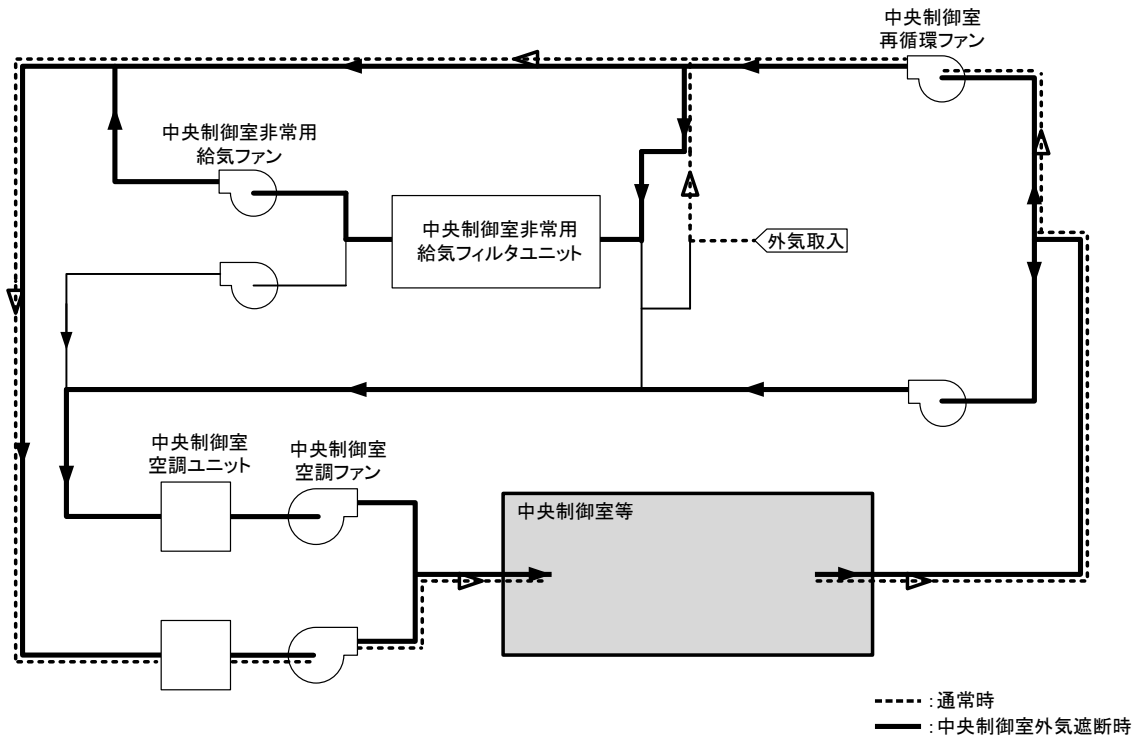 中央制御室
再循環ファン
中央制御室非常用
給気ファン
中央制御室非常用
給気フィルタユニット
外気取入
中央制御室
空調ユニット
中央制御室
空調ファン
中央制御室等
:通常時
:中央制御室外気遮断時